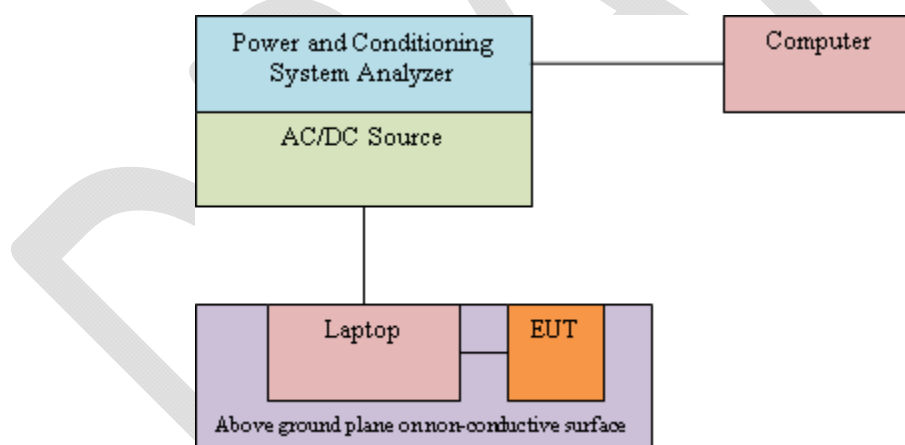 Power and Conditioning
System Analyzer
Computer
AC/DC Source
Laptop
EUT
Above ground plane on non-conductive surface